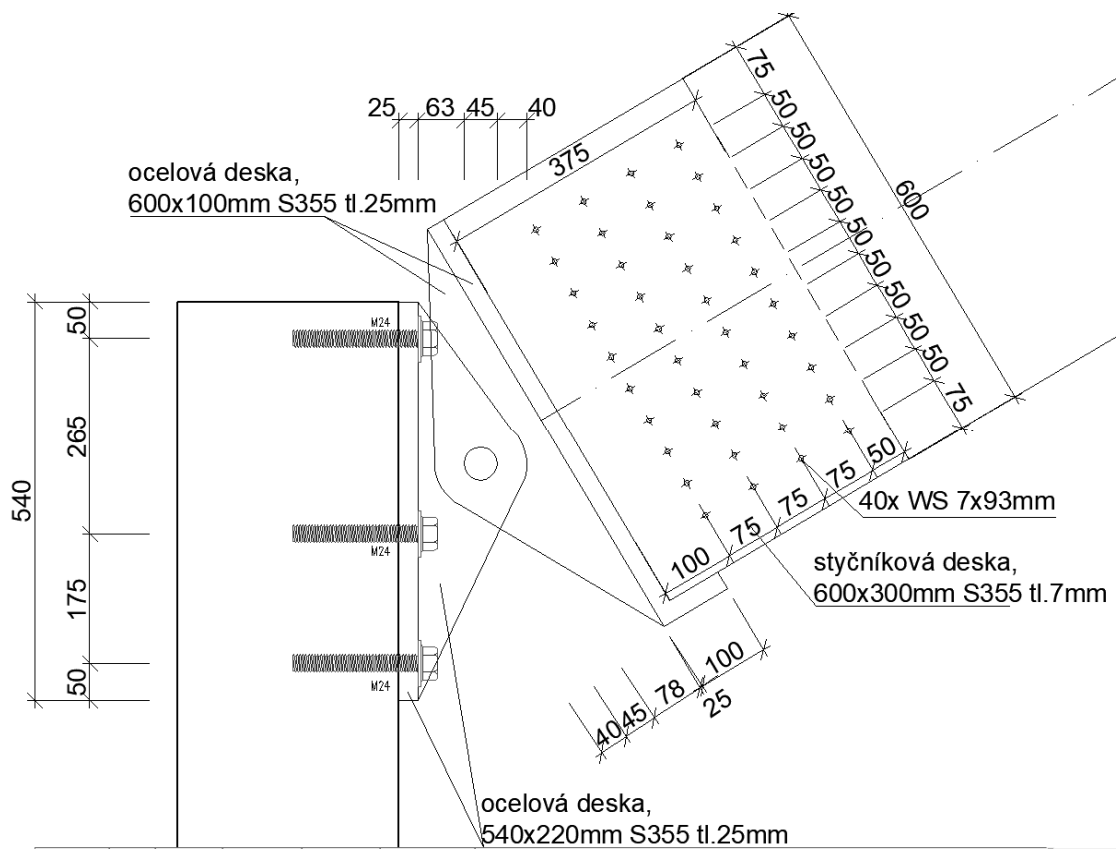 25 63 45 40
ocelová deska,
600x100mm S355 tl.25mm
375
75
50
50
50
50
50
50
50
50
50
75
600
50
265
175
50
540
M24
M24
M24
100
75
75
75
50
40x WS 7x93mm
styčníková deska,
600x300mm S355 tl.7mm
100
25
78
45
40
ocelová deska,
540x220mm S355 tl.25mm